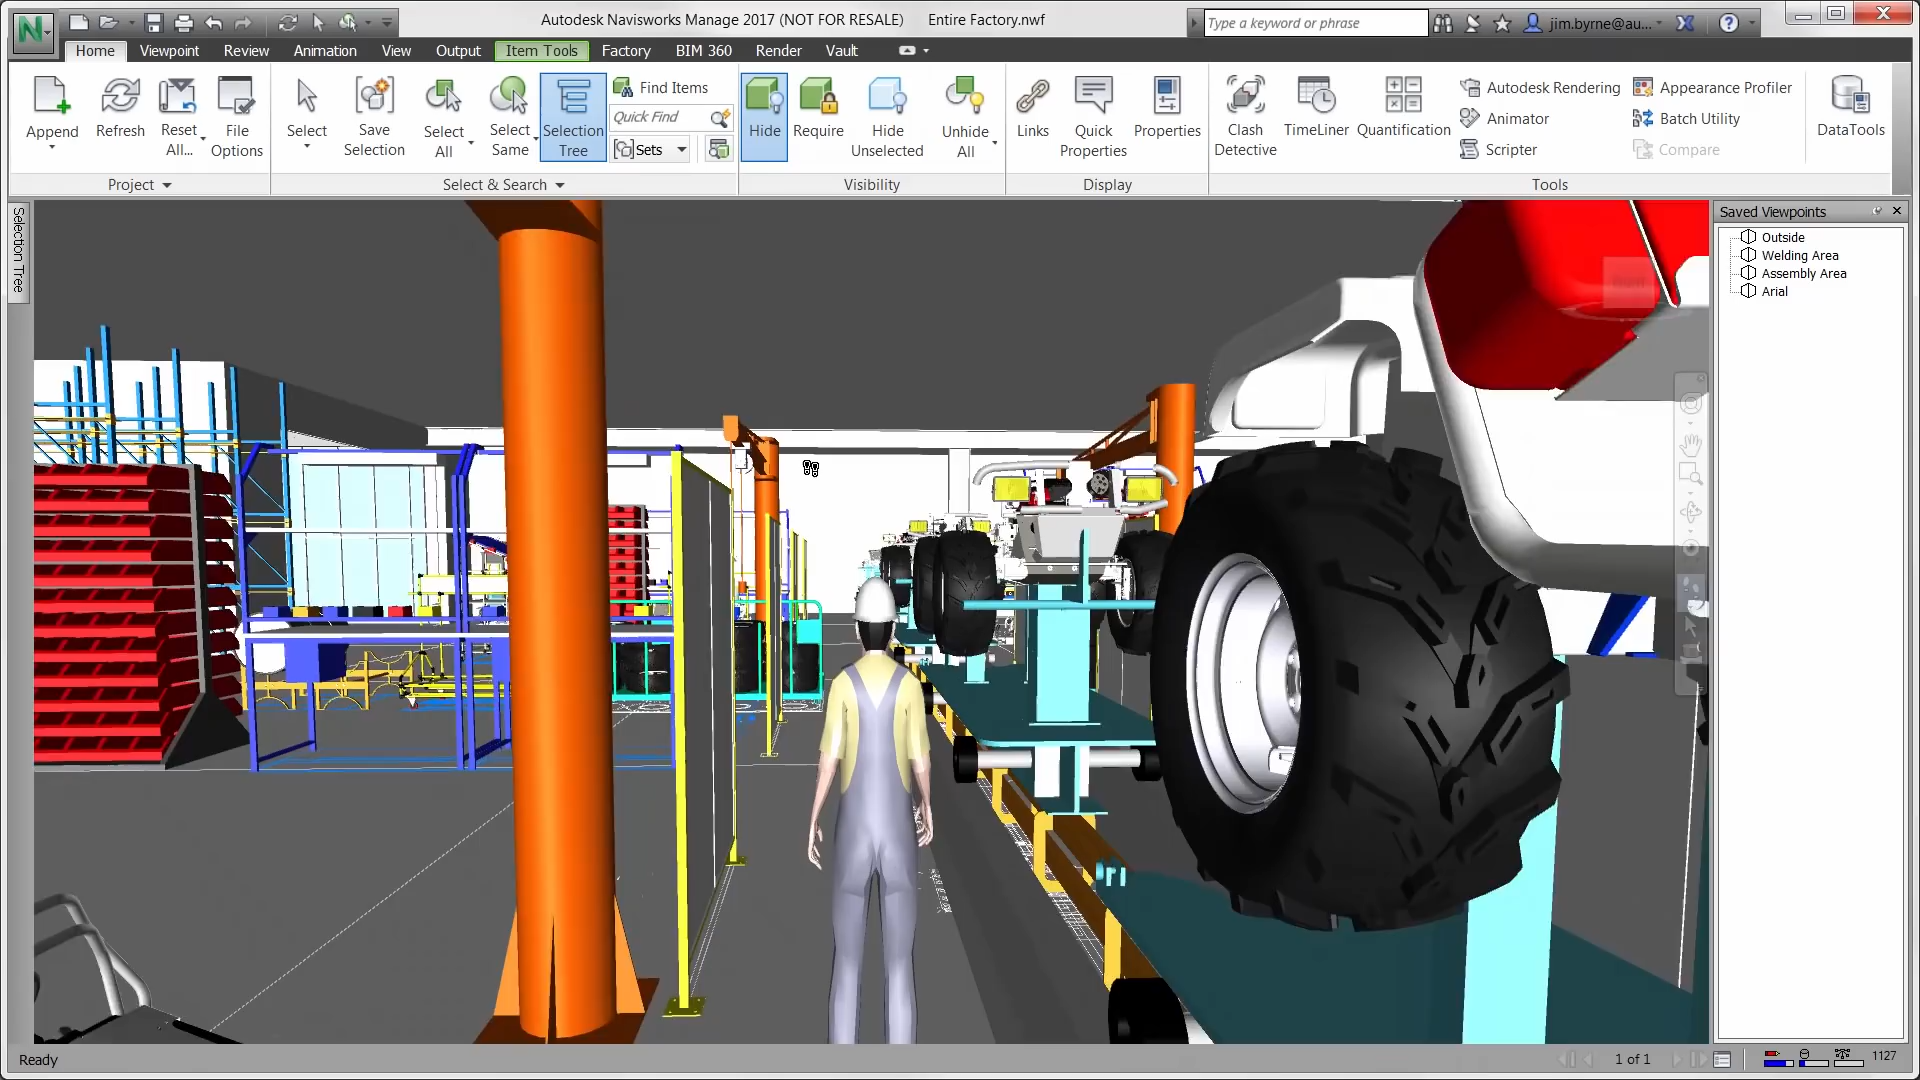 Autodesk Navisworks Manage 2017 (NOT FOR RESALE) Entire Factory.nwf
Type a keyword or phrase
jim.byrne@au...
N
Home Viewpoint Review Animation View Output Item Tools Factory BIM 360 Render Vault
Append
Refresh
Reset
All...
File
Options
Project
Select
Save
Selection
Select
All
Select
Same
Selection
Tree
Find Items
Quick Find
Sets
Select & Search
Hide
Require
Hide
Unselected
Unhide
All
Visibility
Links
Quick
Properties
Properties
Display
Clash
Detective
TimeLiner
Quantification
Autodesk Rendering
Animator
Scripter
Appearance Profiler
Batch Utility
Compare
DataTools
Tools
Selection Tree
Saved Viewpoints
Outside
Welding Area
Assembly Area
Arial
Ready
1 of 1
1127